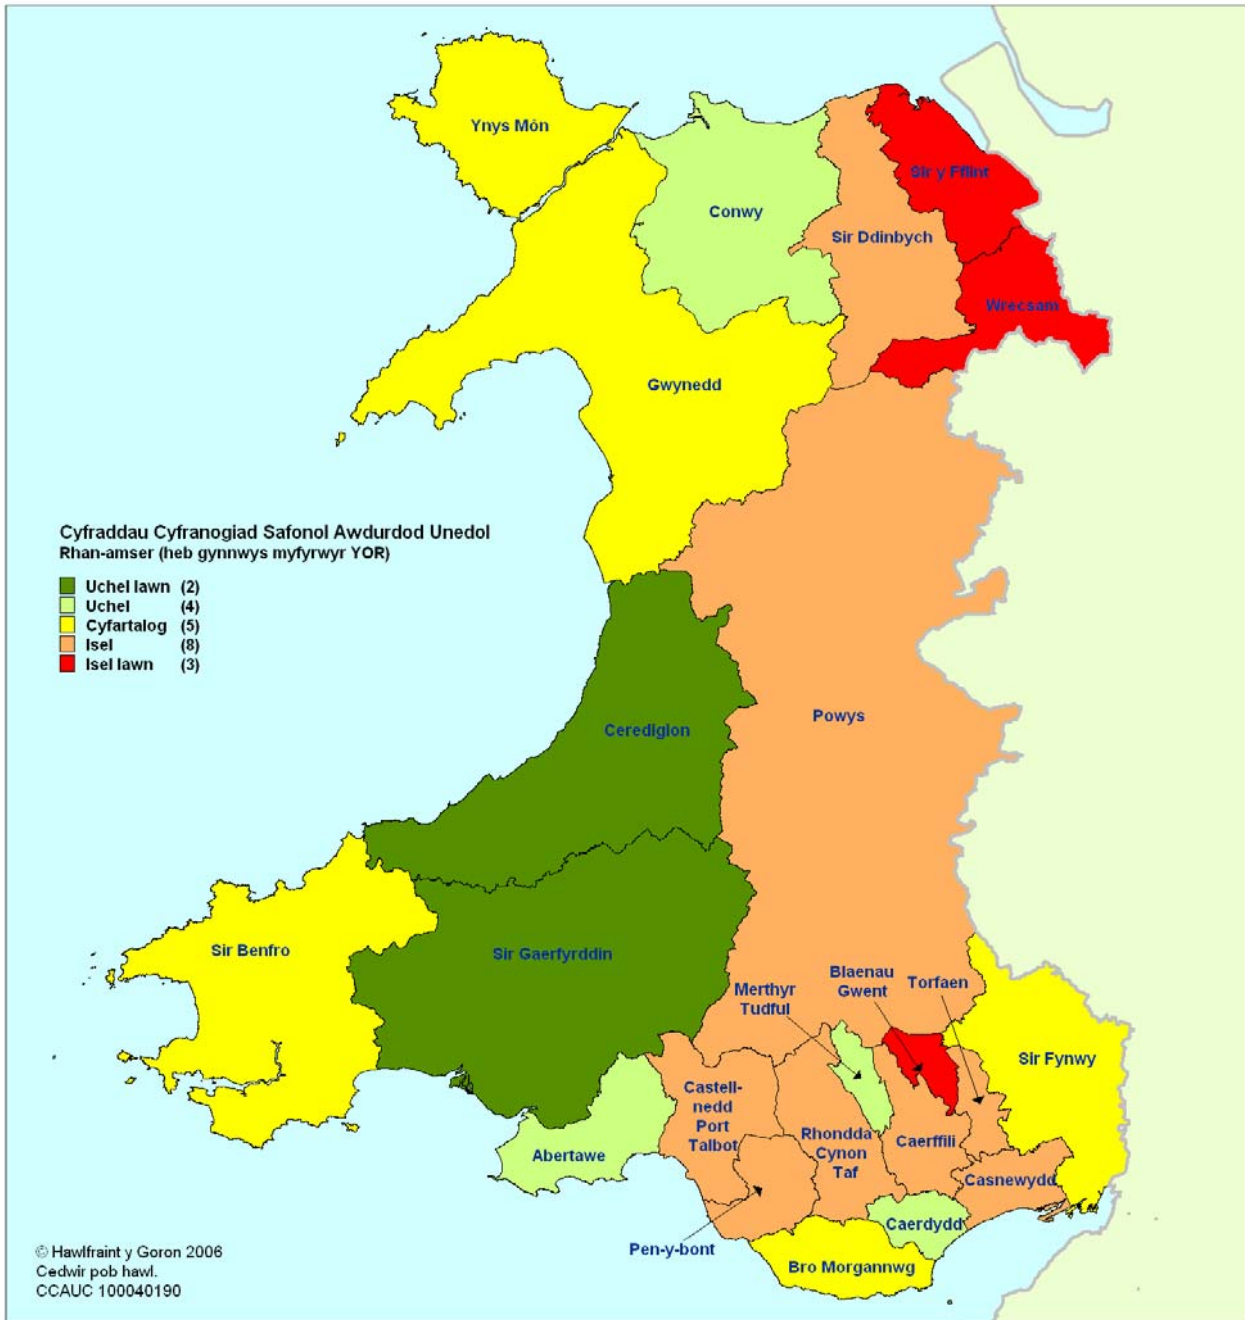 Ynys Môn
Conwy
Sir y Fflint
Sir Ddinbych
Wrecsam
Gwynedd
Cyfraddau Cyfranogiad Safonol Awdurdod Unedol
Rhan-amser (heb gynnwys myfyrwyr YOR)
Uchel Iawn (2)
Uchel (4)
Cyfartalog (5)
Isel (8)
Isel Iawn (3)
Powys
Ceredigion
Sir Benfro
Sir Gaerfyrddin
Merthyr
Tudful
Blaenau
Gwent
Torfaen
Sir Fynwy
Castell-
nedd
Port
Talbot
Rhondda
Cynon
Taf
Caerffili
Abertawe
Casnewydd
Caerdydd
Pen-y-bont
Bro Morgannwg
© Hawlfraint y Goron 2006
Cedwir pob hawl.
CCAUC 100040190